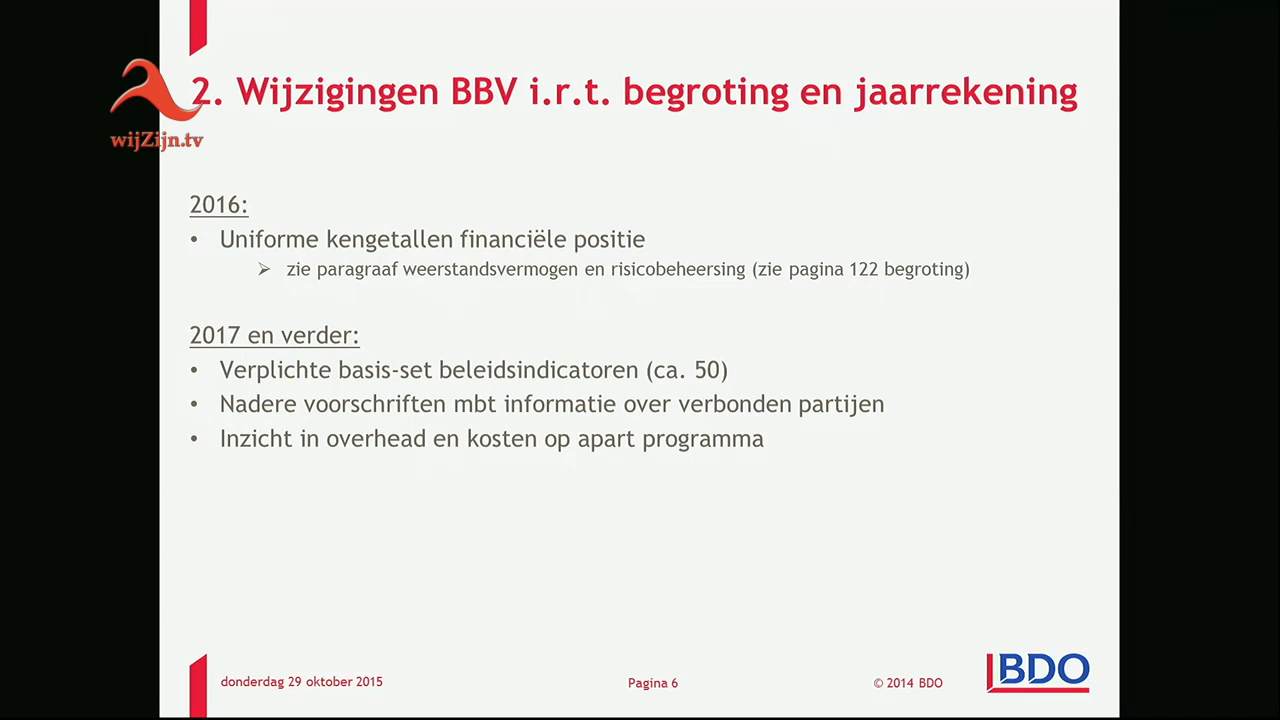 2. Wijzigingen BBV i.r.t. begroting en jaarrekening
wijZijn.tv
2016:
• Uniforme kengetallen financiële positie
➢ zie paragraaf weerstandsvermogen en risicobeheersing (zie pagina 122 begroting)
2017 en verder:
• Verplichte basis-set beleidsindicatoren (ca. 50)
• Nadere voorschriften mbt informatie over verbonden partijen
• Inzicht in overhead en kosten op apart programma
donderdag 29 oktober 2015
Pagina 6
© 2014 BDO
BDO